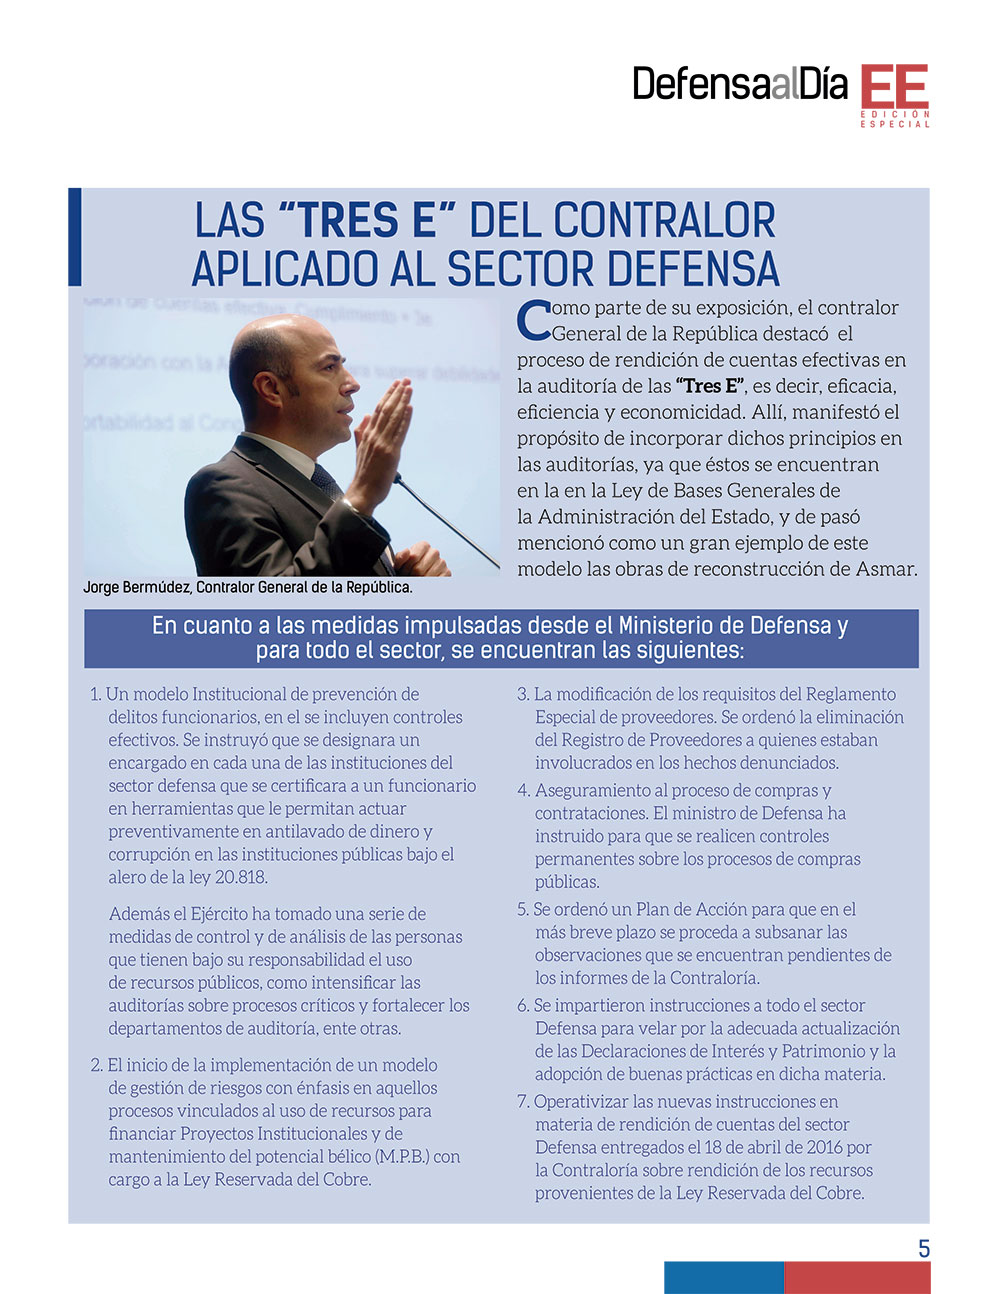 DefensaalDía EE
EDICIÓN
ESPECIAL
LAS “TRES E” DEL CONTRALOR
APLICADO AL SECTOR DEFENSA
Como parte de su exposición, el contralor
General de la República destacó el
proceso de rendición de cuentas efectivas en
la auditoría de las “Tres E”, es decir, eficacia,
eficiencia y economicidad. Allí, manifestó el
propósito de incorporar dichos principios en
las auditorías, ya que éstos se encuentran
en la en la Ley de Bases Generales de
la Administración del Estado, y de pasó
mencionó como un gran ejemplo de este
modelo las obras de reconstrucción de Asmar.
Jorge Bermúdez, Contralor General de la República.
En cuanto a las medidas impulsadas desde el Ministerio de Defensa y
para todo el sector, se encuentran las siguientes:
1. Un modelo Institucional de prevención de
delitos funcionarios, en el se incluyen controles
efectivos. Se instruyó que se designara un
encargado en cada una de las instituciones del
sector defensa que se certificara a un funcionario
en herramientas que le permitan actuar
preventivamente en antilavado de dinero y
corrupción en las instituciones públicas bajo el
alero de la ley 20.818.
Además el Ejército ha tomado una serie de
medidas de control y de análisis de las personas
que tienen bajo su responsabilidad el uso
de recursos públicos, como intensificar las
auditorías sobre procesos críticos y fortalecer los
departamentos de auditoría, ente otras.
2. El inicio de la implementación de un modelo
de gestión de riesgos con énfasis en aquellos
procesos vinculados al uso de recursos para
financiar Proyectos Institucionales y de
mantenimiento del potencial bélico (M.P.B.) con
cargo a la Ley Reservada del Cobre.
3. La modificación de los requisitos del Reglamento
Especial de proveedores. Se ordenó la eliminación
del Registro de Proveedores a quienes estaban
involucrados en los hechos denunciados.
4. Aseguramiento al proceso de compras y
contrataciones. El ministro de Defensa ha
instruido para que se realicen controles
permanentes sobre los procesos de compras
públicas.
5. Se ordenó un Plan de Acción para que en el
más breve plazo se proceda a subsanar las
observaciones que se encuentran pendientes de
los informes de la Contraloría.
6. Se impartieron instrucciones a todo el sector
Defensa para velar por la adecuada actualización
de las Declaraciones de Interés y Patrimonio y la
adopción de buenas prácticas en dicha materia.
7. Operativizar las nuevas instrucciones en
materia de rendición de cuentas del sector
Defensa entregados el 18 de abril de 2016 por
la Contraloría sobre rendición de los recursos
provenientes de la Ley Reservada del Cobre.
5